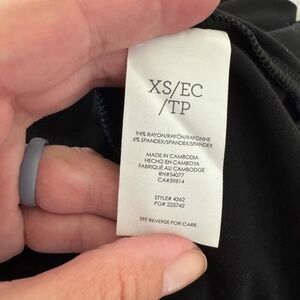 XS/EC
/TP
94% RAYON/RAYÓN/RAYONNE
6% SPANDEX/SPANDEX/SPANDEX
MADE IN CAMBODIA
HECHO EN CAMBOYA
FABRIQUÉ AU CAMBODGE
RN#54077
CA#59814
STYLE# 4262
PO# 225742
SEE REVERSE FOR CARE